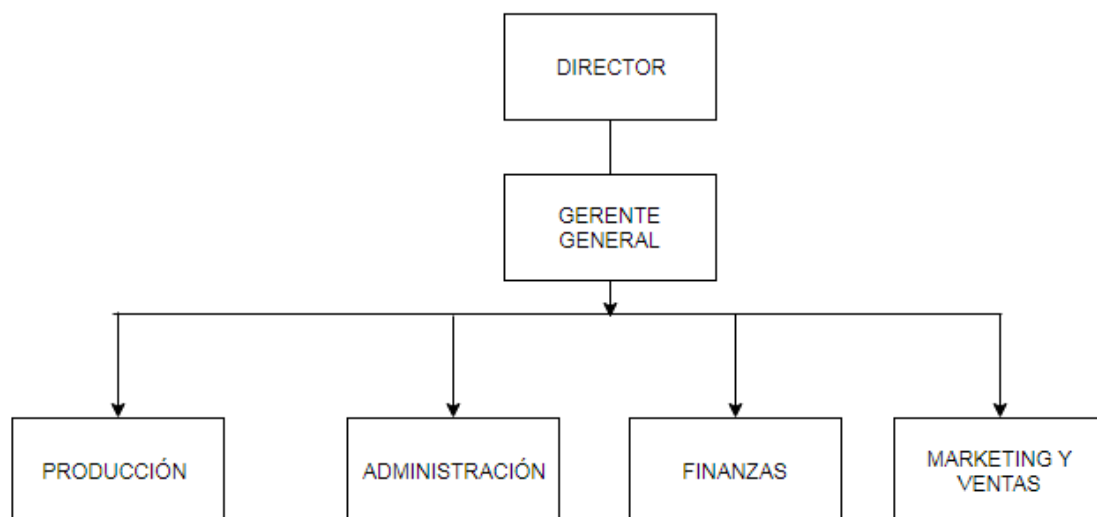 DIRECTOR
GERENTE
GENERAL
PRODUCCIÓN
ADMINISTRACIÓN
FINANZAS
MARKETING Y
VENTAS